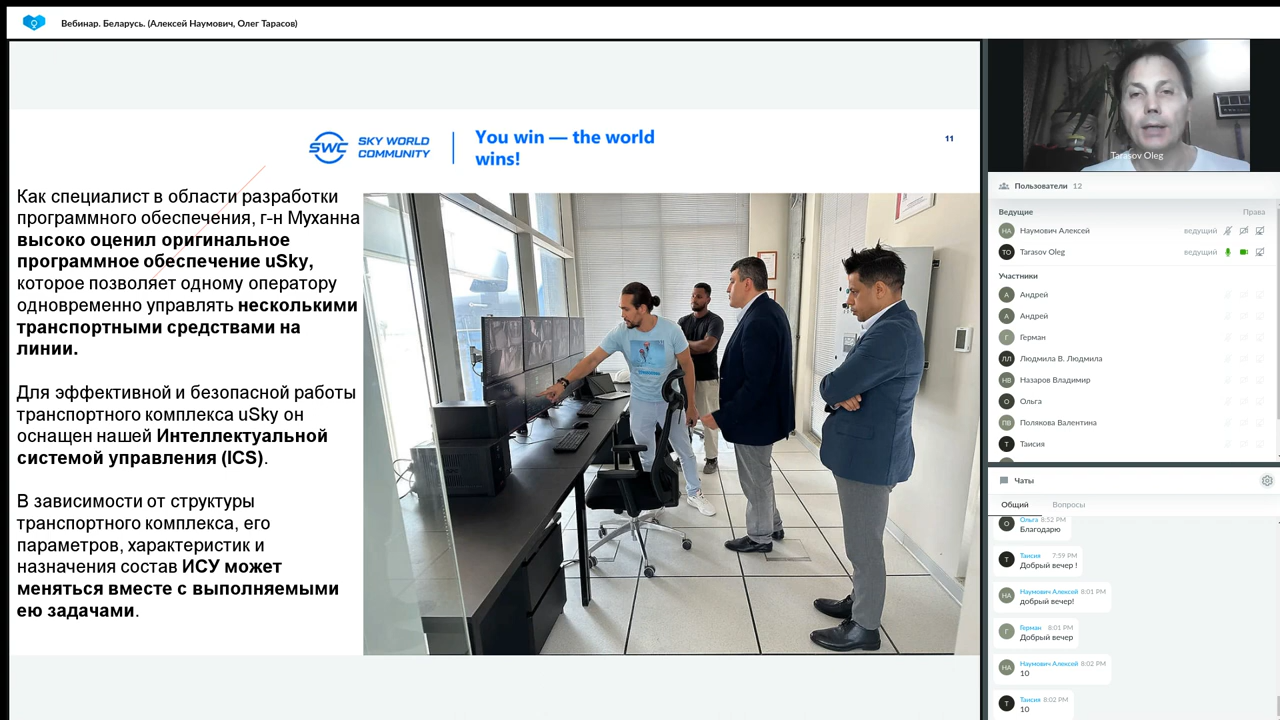 Вебинар. Беларусь. (Алексей Наумович, Олег Тарасов)
SWC
SKY WORLD
COMMUNITY
You win — the world
wins!
11
Как специалист в области разработки
программного обеспечения, г-н Муханна
высоко оценил оригинальное
программное обеспечение uSky,
которое позволяет одному оператору
одновременно управлять несколькими
транспортными средствами на
линии.
Для эффективной и безопасной работы
транспортного комплекса uSky он
оснащен нашей Интеллектуальной
системой управления (ICS).
В зависимости от структуры
транспортного комплекса, его
параметров, характеристик и
назначения состав ИСУ может
меняться вместе с выполняемыми
ею задачами.
Tarasov Oleg
Пользователи 12
Ведущие Права
НА Наумович Алексей ведущий
TO Tarasov Oleg ведущий
Участники
А Андрей
А Андрей
Г Герман
ЛЛ Людмила В. Людмила
НВ Назаров Владимир
О Ольга
ПВ Полякова Валентина
Т Таисия
Чаты
Общий Вопросы
О Ольга 8:52 PM
Благодарю
Т Таисия 7:59 PM
Добрый вечер !
НА Наумович Алексей 8:01 PM
добрый вечер!
Г Герман 8:01 PM
Добрый вечер
НА Наумович Алексей 8:02 PM
10
Т Таисия 8:02 PM
10